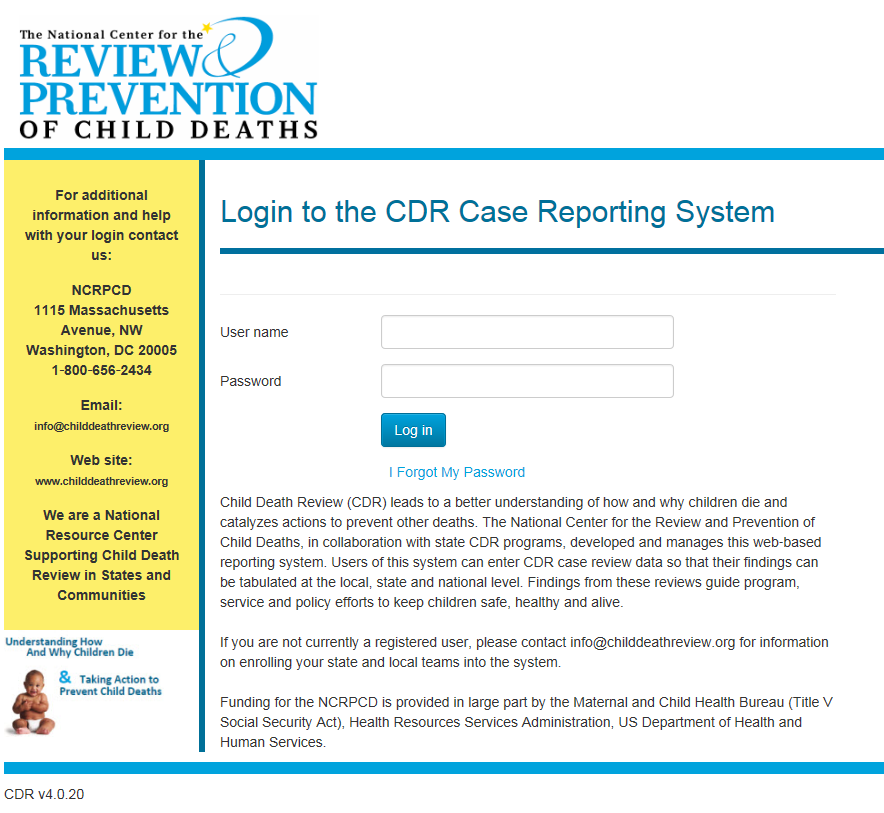 The National Center for the
REVIEW &
PREVENTION
OF CHILD DEATHS
For additional
information and help
with your login contact
us:
NCRPCD
1115 Massachusetts
Avenue, NW
Washington, DC 20005
1-800-656-2434
Email:
info@childdeathreview.org
Web site:
www.childdeathreview.org
We are a National
Resource Center
Supporting Child Death
Review in States and
Communities
Understanding How
And Why Children Die
& Taking Action to
Prevent Child Deaths
Login to the CDR Case Reporting System
User name
Password
Log in
I Forgot My Password
Child Death Review (CDR) leads to a better understanding of how and why children die and
catalyzes actions to prevent other deaths. The National Center for the Review and Prevention of
Child Deaths, in collaboration with state CDR programs, developed and manages this web-based
reporting system. Users of this system can enter CDR case review data so that their findings can
be tabulated at the local, state and national level. Findings from these reviews guide program,
service and policy efforts to keep children safe, healthy and alive.
If you are not currently a registered user, please contact info@childdeathreview.org for information
on enrolling your state and local teams into the system.
Funding for the NCRPCD is provided in large part by the Maternal and Child Health Bureau (Title V
Social Security Act), Health Resources Services Administration, US Department of Health and
Human Services.
CDR v4.0.20